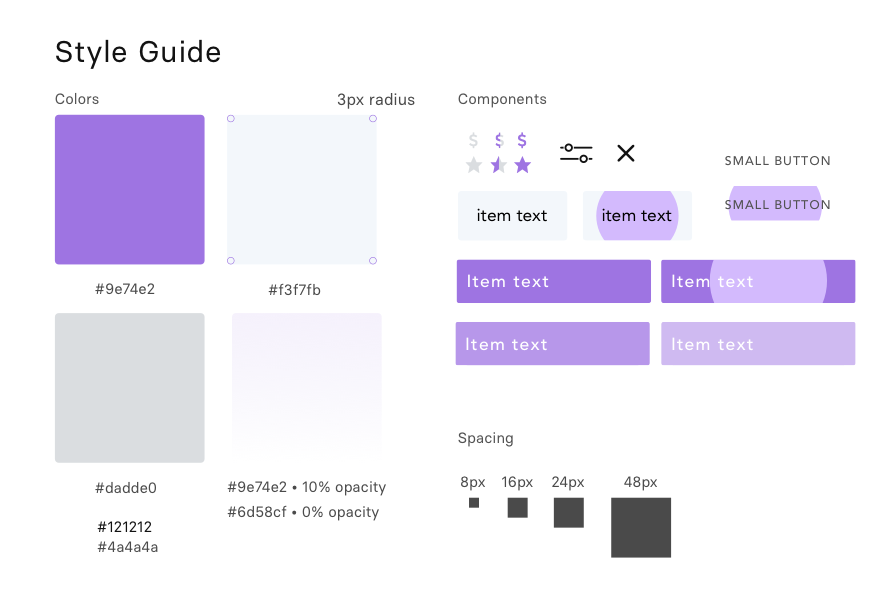 Style Guide
Colors
3px radius
#9e74e2
#f3f7fb
#dadde0
#9e74e2 • 10% opacity
#6d58cf • 0% opacity
#121212
#4a4a4a
Components
$ $ $
SMALL BUTTON
SMALL BUTTON
item text
item text
Item text
Item text
Item text
Item text
Spacing
8px
16px
24px
48px